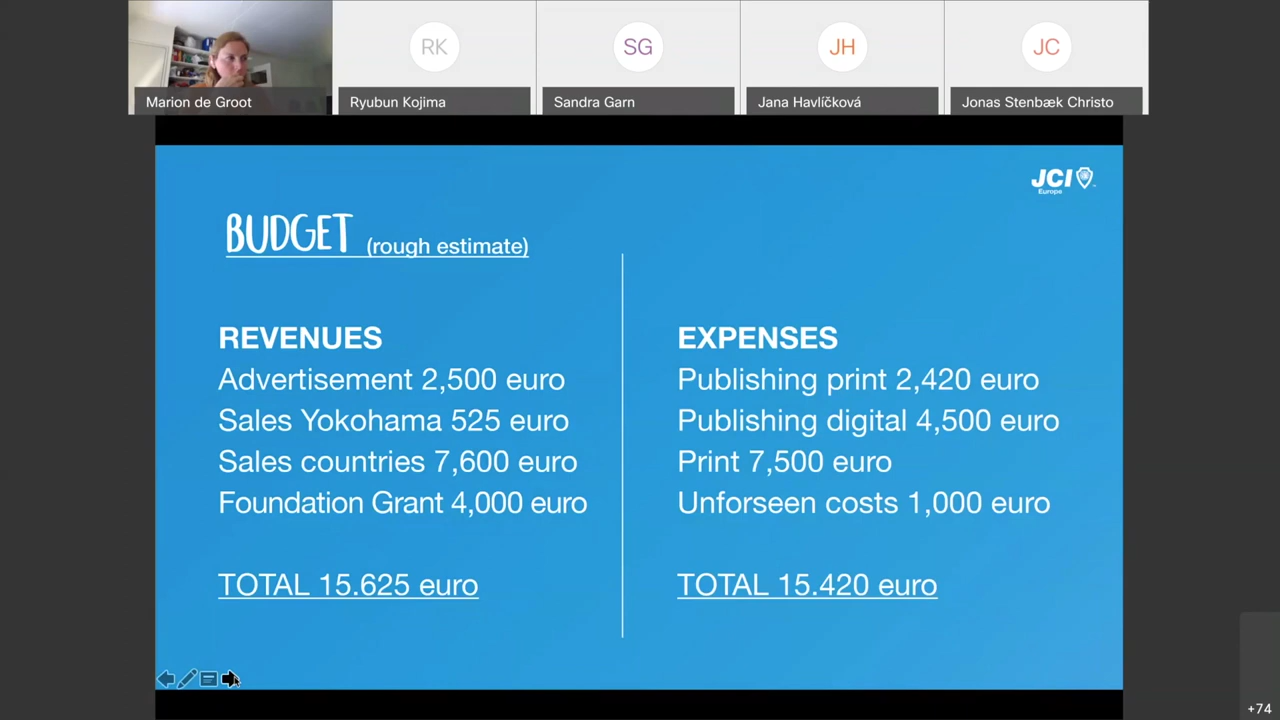 RK
SG
JH
JC
Marion de Groot
Ryubun Kojima
Sandra Garn
Jana Havlíčková
Jonas Stenbæk Christo
JCI
Europe
BUDGET (rough estimate)
REVENUES
Advertisement 2,500 euro
Sales Yokohama 525 euro
Sales countries 7,600 euro
Foundation Grant 4,000 euro
TOTAL 15.625 euro
EXPENSES
Publishing print 2,420 euro
Publishing digital 4,500 euro
Print 7,500 euro
Unforseen costs 1,000 euro
TOTAL 15.420 euro
+74